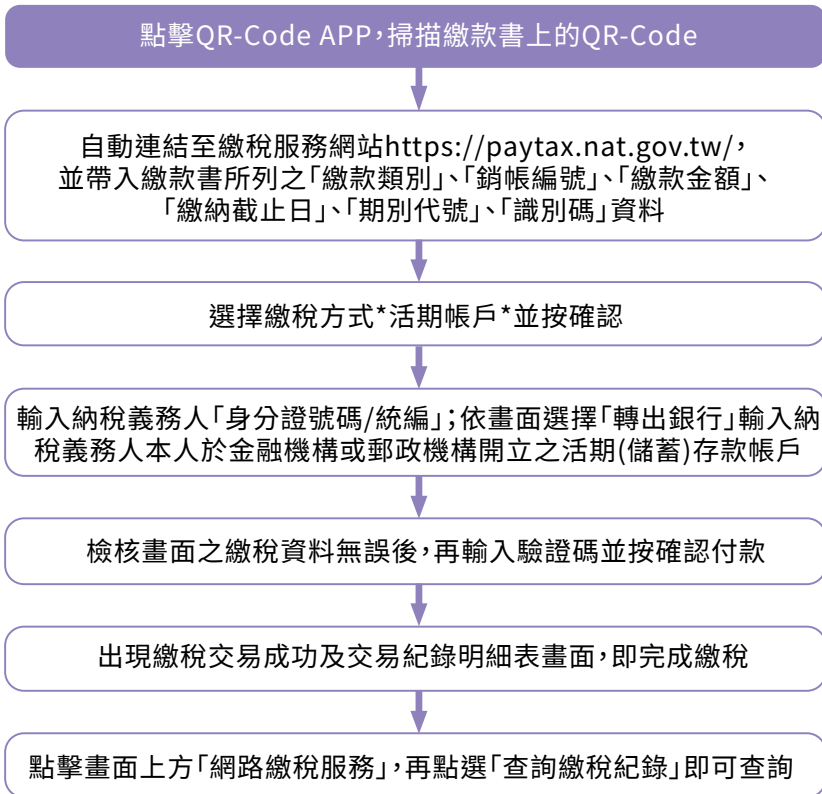 點擊QR-Code APP,掃描繳款書上的QR-Code
自動連結至繳稅服務網站https://paytax.nat.gov.tw/,
並帶入繳款書所列之「繳款類別」、「銷帳編號」、「繳款金額」、
「繳納截止日」、「期別代號」、「識別碼」資料
選擇繳稅方式*活期帳戶*並按確認
輸入納稅義務人「身分證號碼/統編」;依畫面選擇「轉出銀行」輸入納
稅義務人本人於金融機構或郵政機構開立之活期(儲蓄)存款帳戶
檢核畫面之繳稅資料無誤後,再輸入驗證碼並按確認付款
出現繳稅交易成功及交易紀錄明細表畫面,即完成繳稅
點擊畫面上方「網路繳稅服務」,再點選「查詢繳稅紀錄」即可查詢